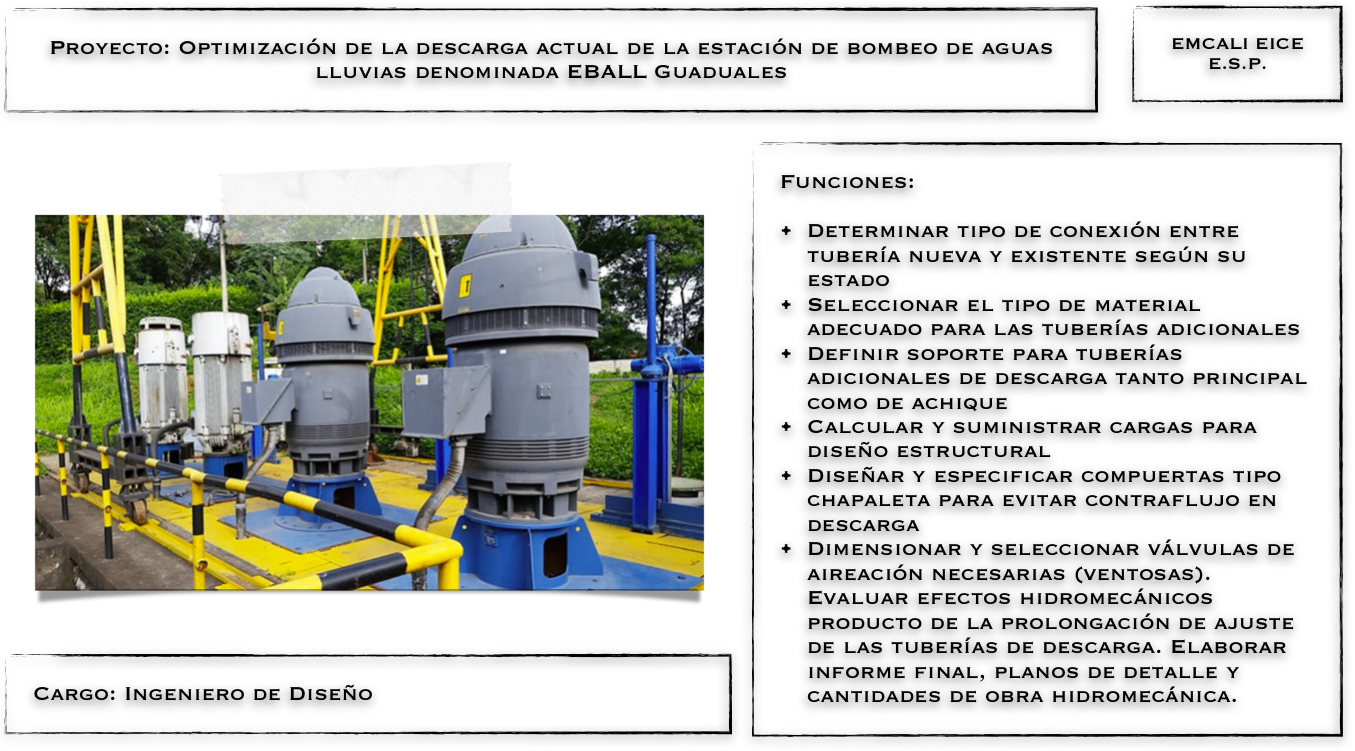 Proyecto: Optimización de la descarga actual de la estación de bombeo de aguas
lluvias denominada EBALL Guaduales
EMCALI EICE
E.S.P.
Funciones:
+ Determinar tipo de conexión entre
tubería nueva y existente según su
estado
+ Seleccionar el tipo de material
adecuado para las tuberías adicionales
+ Definir soporte para tuberías
adicionales de descarga tanto principal
como de achique
+ Calcular y suministrar cargas para
diseño estructural
+ Diseñar y especificar compuertas tipo
chapaleta para evitar contraflujo en
descarga
+ Dimensionar y seleccionar válvulas de
aireación necesarias (ventosas).
Evaluar efectos hidromecánicos
producto de la prolongación de ajuste
de las tuberías de descarga. Elaborar
informe final, planos de detalle y
cantidades de obra hidromecánica.
Cargo: Ingeniero de Diseño